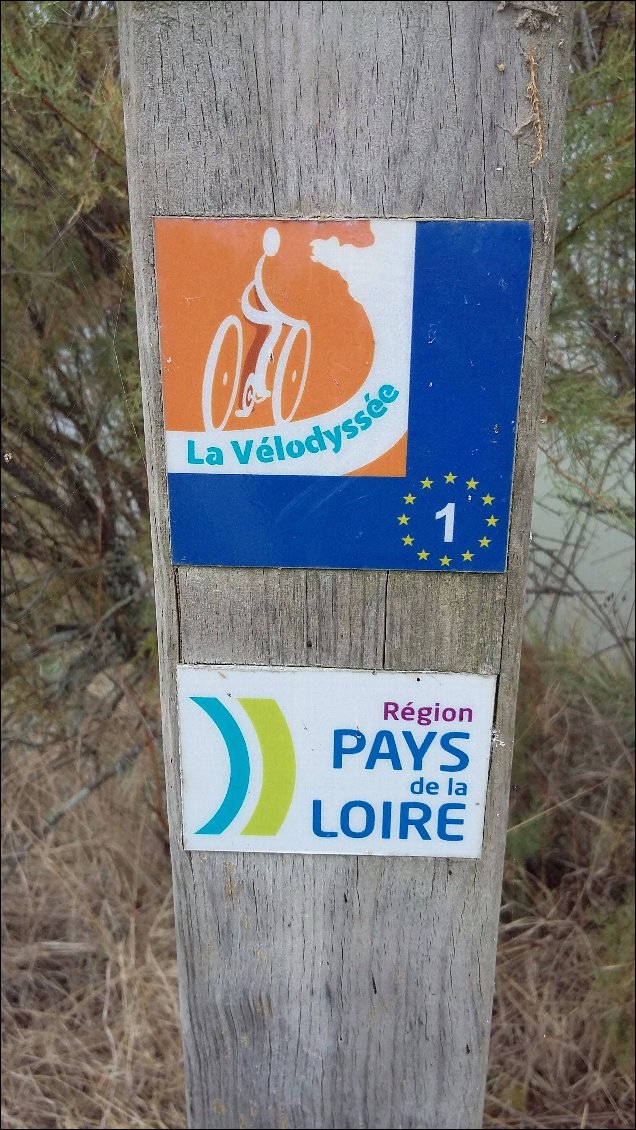 La Vélodyssée
1
Région
PAYS
de la
LOIRE